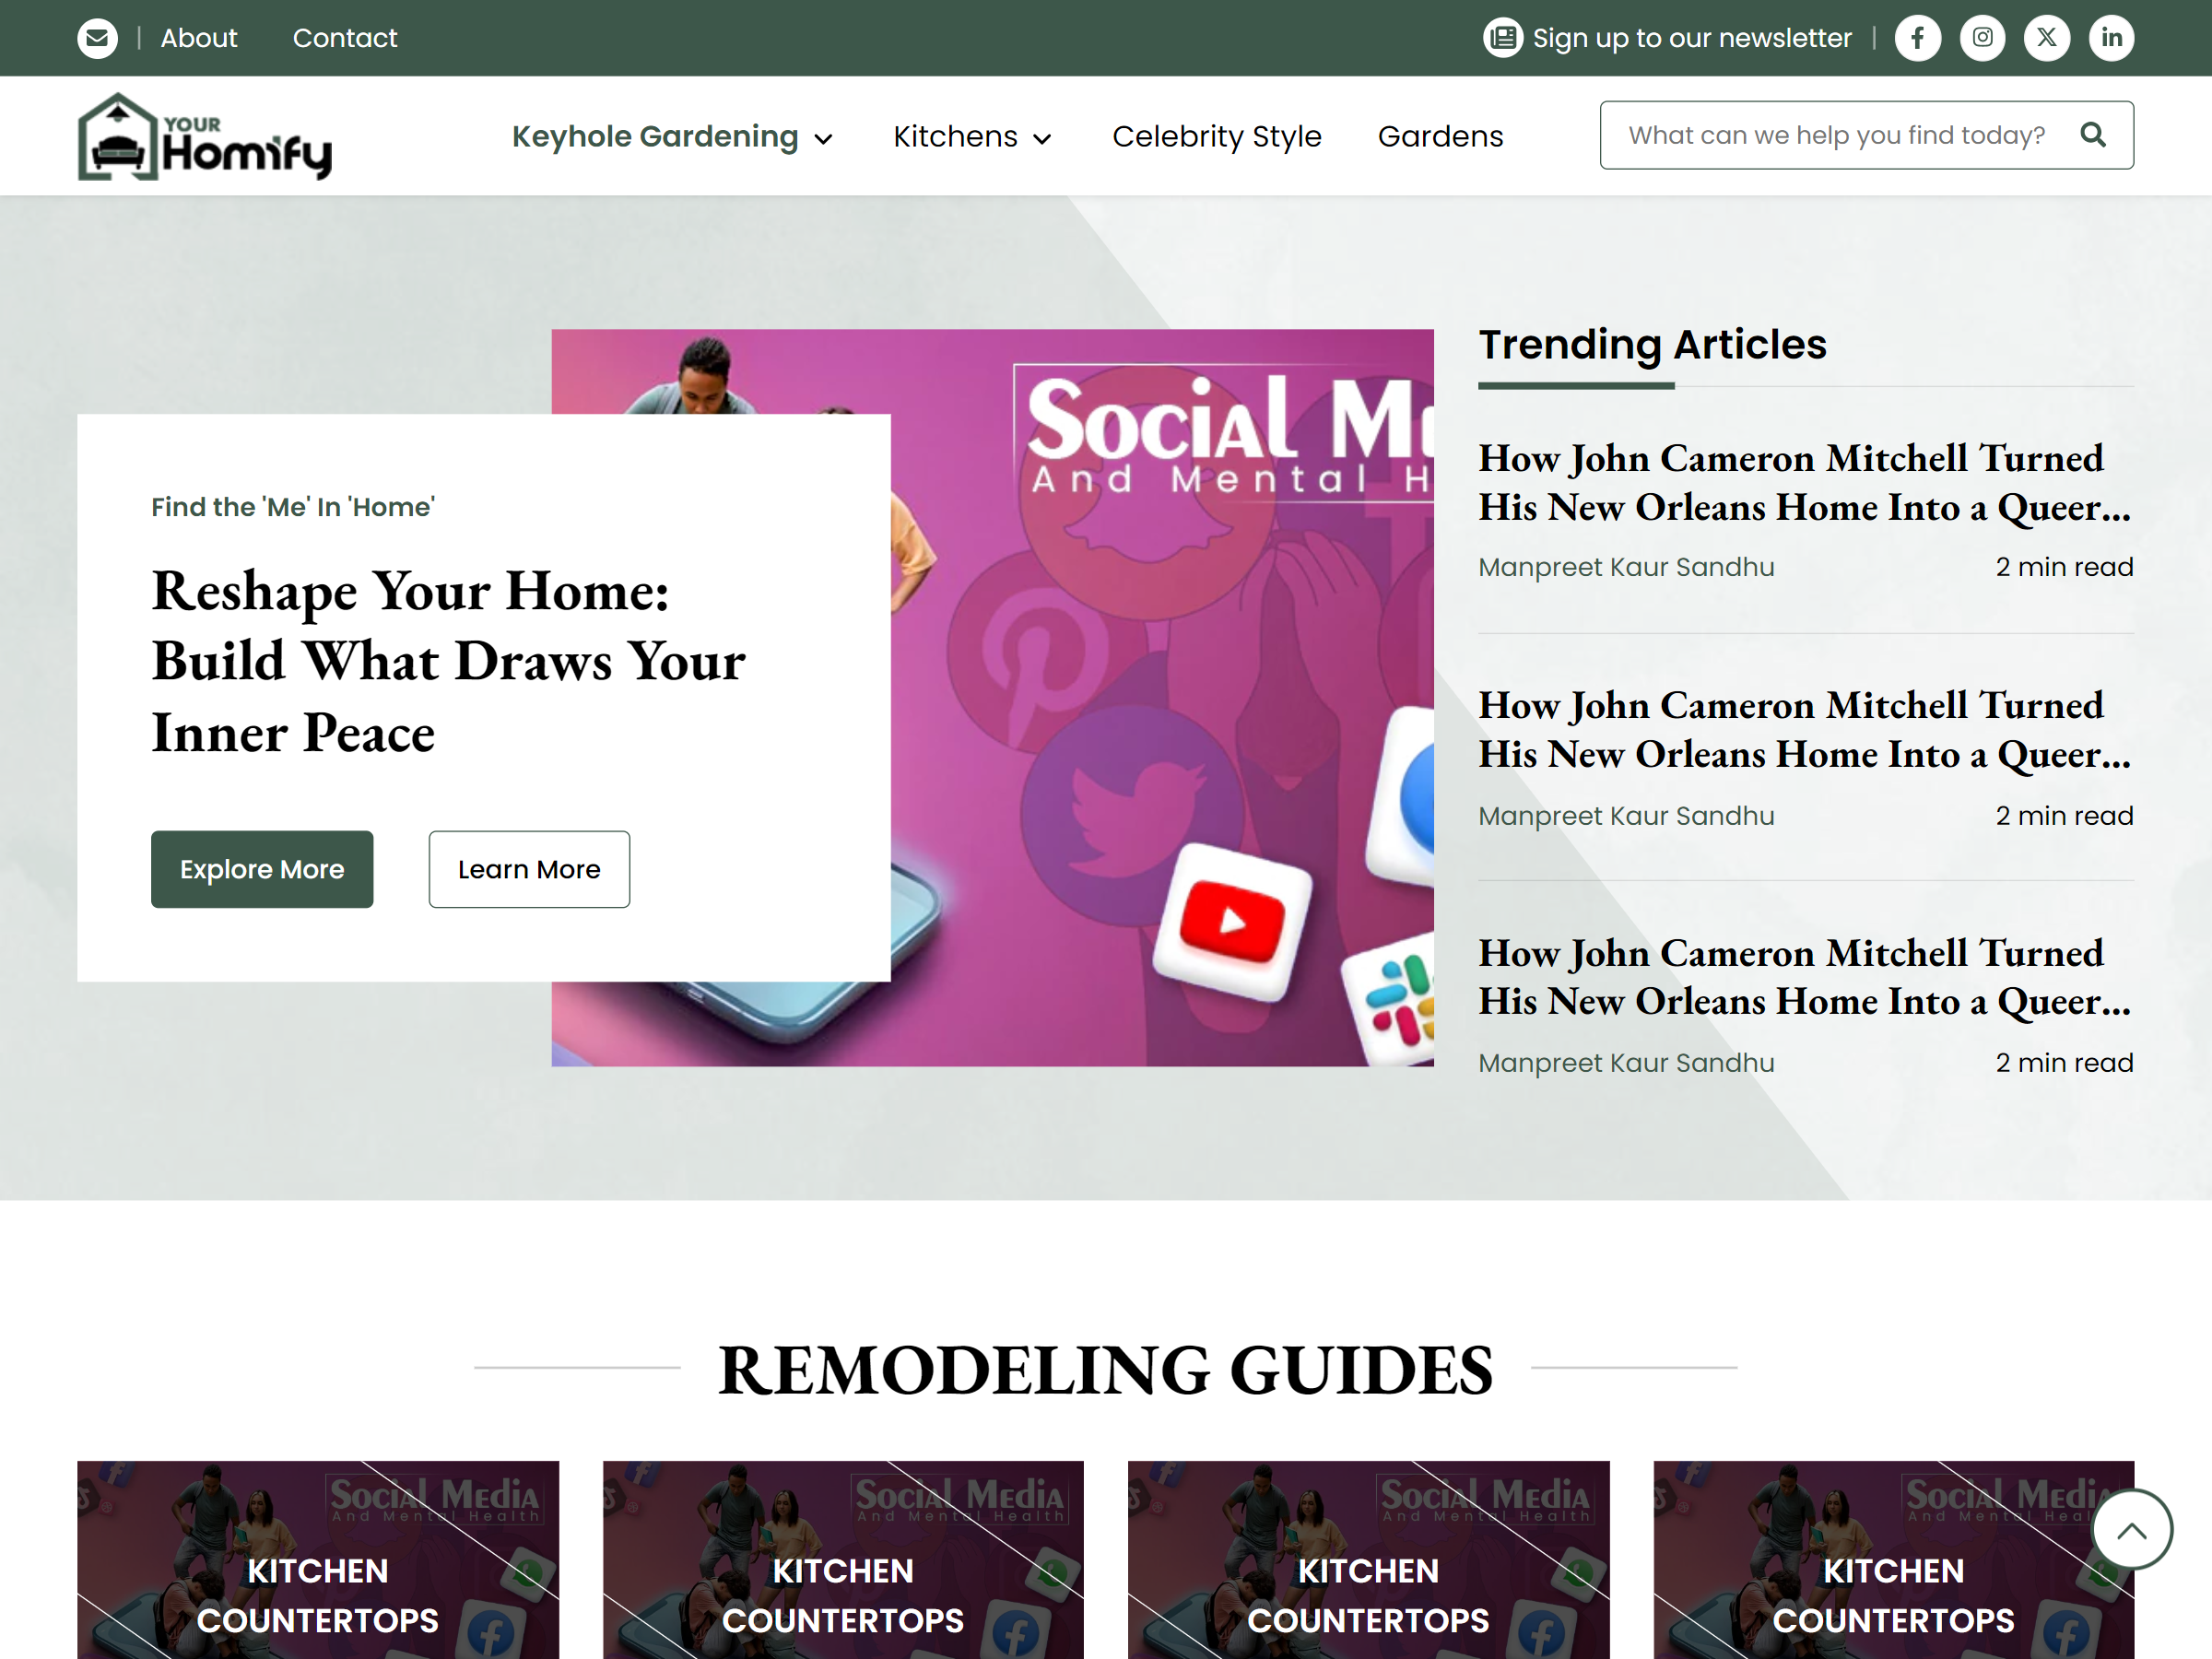 About
Contact
Sign up to our newsletter
YOUR
Homify
Keyhole Gardening
Kitchens
Celebrity Style
Gardens
What can we help you find today?
Social Me
And Mental H
Find the 'Me' In 'Home'
Reshape Your Home:
Build What Draws Your
Inner Peace
Explore More
Learn More
Trending Articles
How John Cameron Mitchell Turned
His New Orleans Home Into a Queer...
Manpreet Kaur Sandhu
2 min read
How John Cameron Mitchell Turned
His New Orleans Home Into a Queer...
Manpreet Kaur Sandhu
2 min read
How John Cameron Mitchell Turned
His New Orleans Home Into a Queer...
Manpreet Kaur Sandhu
2 min read
REMODELING GUIDES
Social Media
And Mental Health
KITCHEN
COUNTERTOPS
Social Media
And Mental Health
KITCHEN
COUNTERTOPS
Social Media
And Mental Health
KITCHEN
COUNTERTOPS
Social Media
And Mental Heal
KITCHEN
COUNTERTOPS